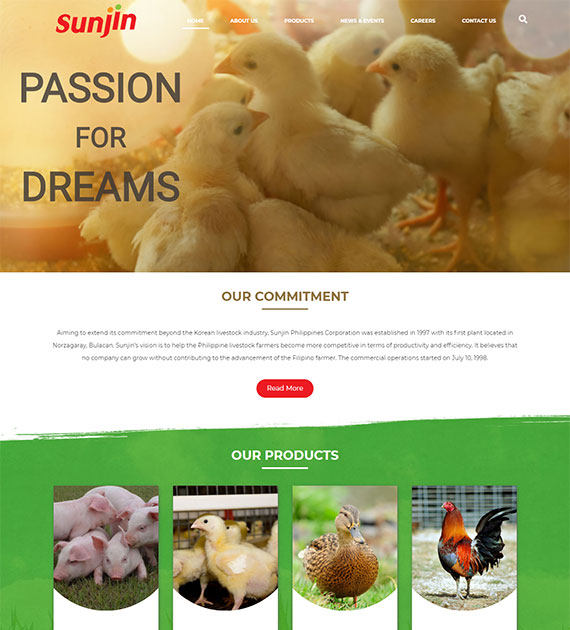 Sunjin
HOME ABOUT US PRODUCTS NEWS & EVENTS CAREERS CONTACT US
PASSION
FOR
DREAMS
OUR COMMITMENT
Aiming to extend its commitment beyond the Korean livestock industry, Sunjin Philippines Corporation was established in 1997 with its first plant located in
Norzagaray, Bulacan. Sunjin's vision is to help the Philippine livestock farmers become more competitive in terms of productivity and efficiency. It believes that
no company can grow without contributing to the advancement of the Filipino farmer. The commercial operations started on July 10, 1998.
Read More
OUR PRODUCTS